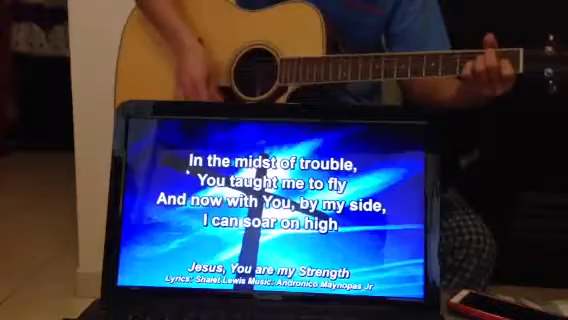 In the midst of trouble,
You taught me to fly
And now with You, by my side,
I can soar on high
Jesus, You are my Strength
Lyrics: Shalet Lewis Music: Andronico Maynopas Jr